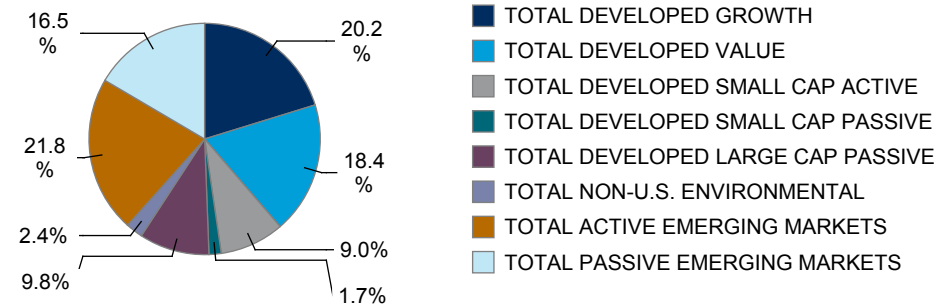 16.5
%
20.2
%
18.4
%
9.0%
1.7%
9.8%
2.4%
21.8
%
TOTAL DEVELOPED GROWTH
TOTAL DEVELOPED VALUE
TOTAL DEVELOPED SMALL CAP ACTIVE
TOTAL DEVELOPED SMALL CAP PASSIVE
TOTAL DEVELOPED LARGE CAP PASSIVE
TOTAL NON-U.S. ENVIRONMENTAL
TOTAL ACTIVE EMERGING MARKETS
TOTAL PASSIVE EMERGING MARKETS